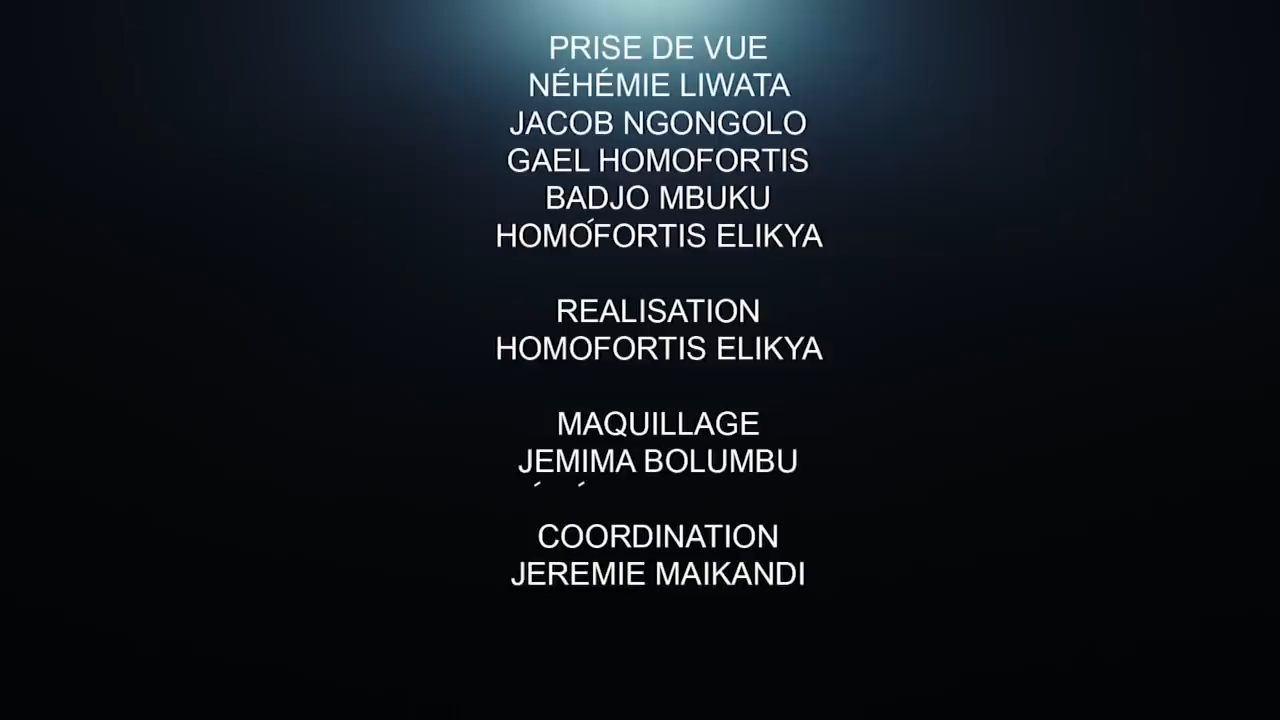 PRISE DE VUE
NÉHÉMIE LIWATA
JACOB NGONGOLO
GAEL HOMOFORTIS
BADJO MBUKU
HOMOFORTIS ELIKYA
REALISATION
HOMOFORTIS ELIKYA
MAQUILLAGE
JEMIMA BOLUMBU
COORDINATION
JEREMIE MAIKANDI